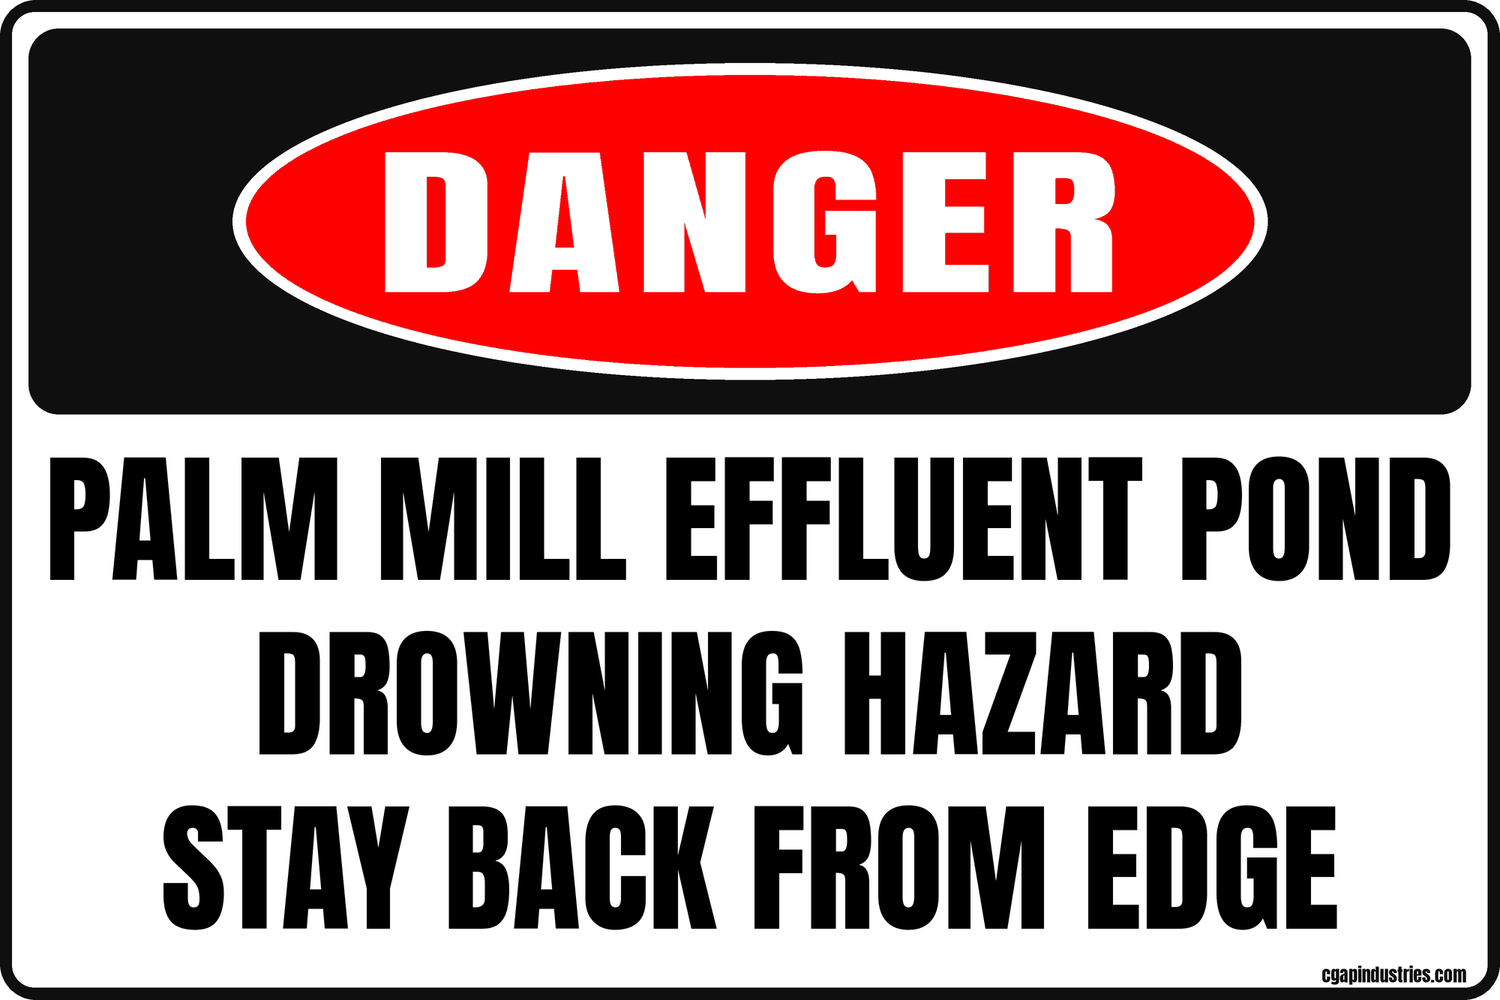 DANGER
PALM MILL EFFLUENT POND
DROWNING HAZARD
STAY BACK FROM EDGE
cgapindustries.com